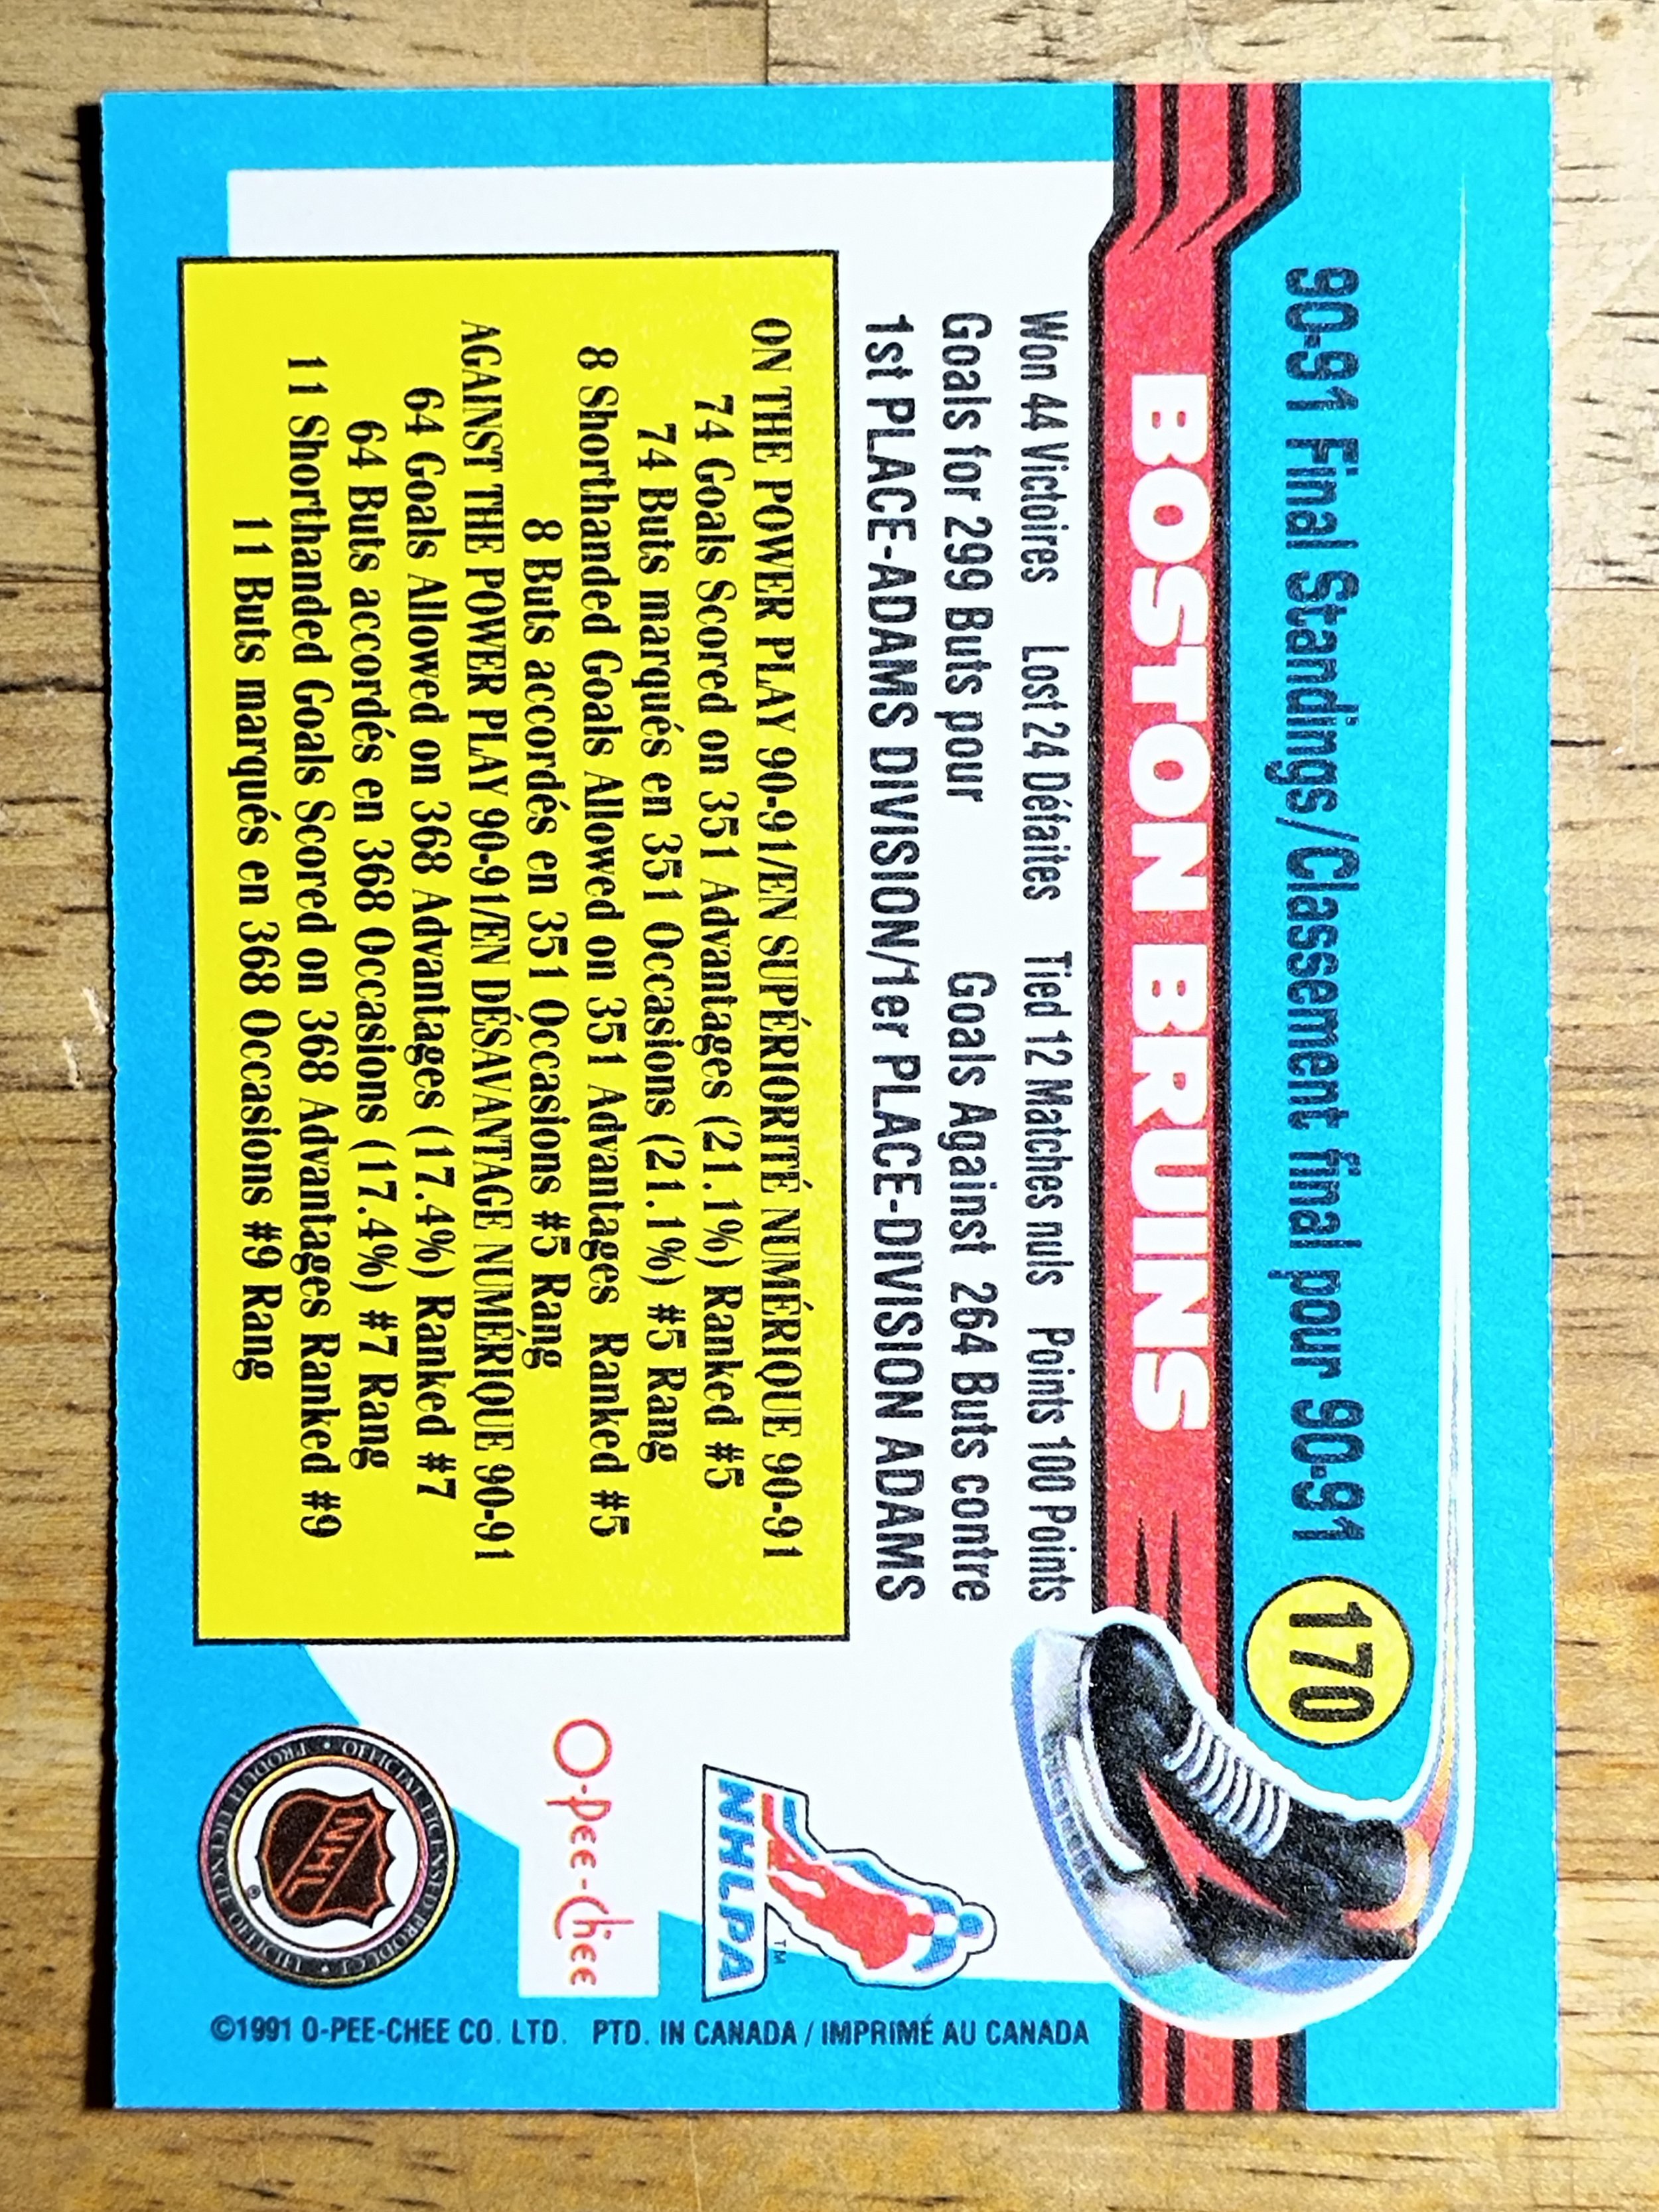 90-91 Final Standings/Classement final pour 90-91
170
BOSTON BRUINS
Won 44 Victoires Lost 24 Défaites Tied 12 Matches nuls Points 100 Points
Goals for 299 Buts pour Goals Against 264 Buts contre
1st PLACE-ADAMS DIVISION/1er PLACE-DIVISION ADAMS
ON THE POWER PLAY 90-91/EN SUPÉRIORITÉ NUMÉRIQUE 90-91
74 Goals Scored on 351 Advantages (21.1%) Ranked #5
74 Buts marqués en 351 Occasions (21.1%) #5 Rang
8 Shorthanded Goals Allowed on 351 Advantages Ranked #5
8 Buts accordés en 351 Occasions #5 Rang
AGAINST THE POWER PLAY 90-91/EN DÉSAVANTAGE NUMÉRIQUE 90-91
64 Goals Allowed on 368 Advantages (17.4%) Ranked #7
64 Buts accordés en 368 Occasions (17.4%) #7 Rang
11 Shorthanded Goals Scored on 368 Advantages Ranked #9
11 Buts marqués en 368 Occasions #9 Rang
NHLPA TM
O-Pee-Chee
OFFICIAL LICENSED PRODUCT • PRODUIT LICENCIÉ OFFICIEL •
NHL ®
©1991 O-PEE-CHEE CO. LTD. PTD. IN CANADA / IMPRIMÉ AU CANADA